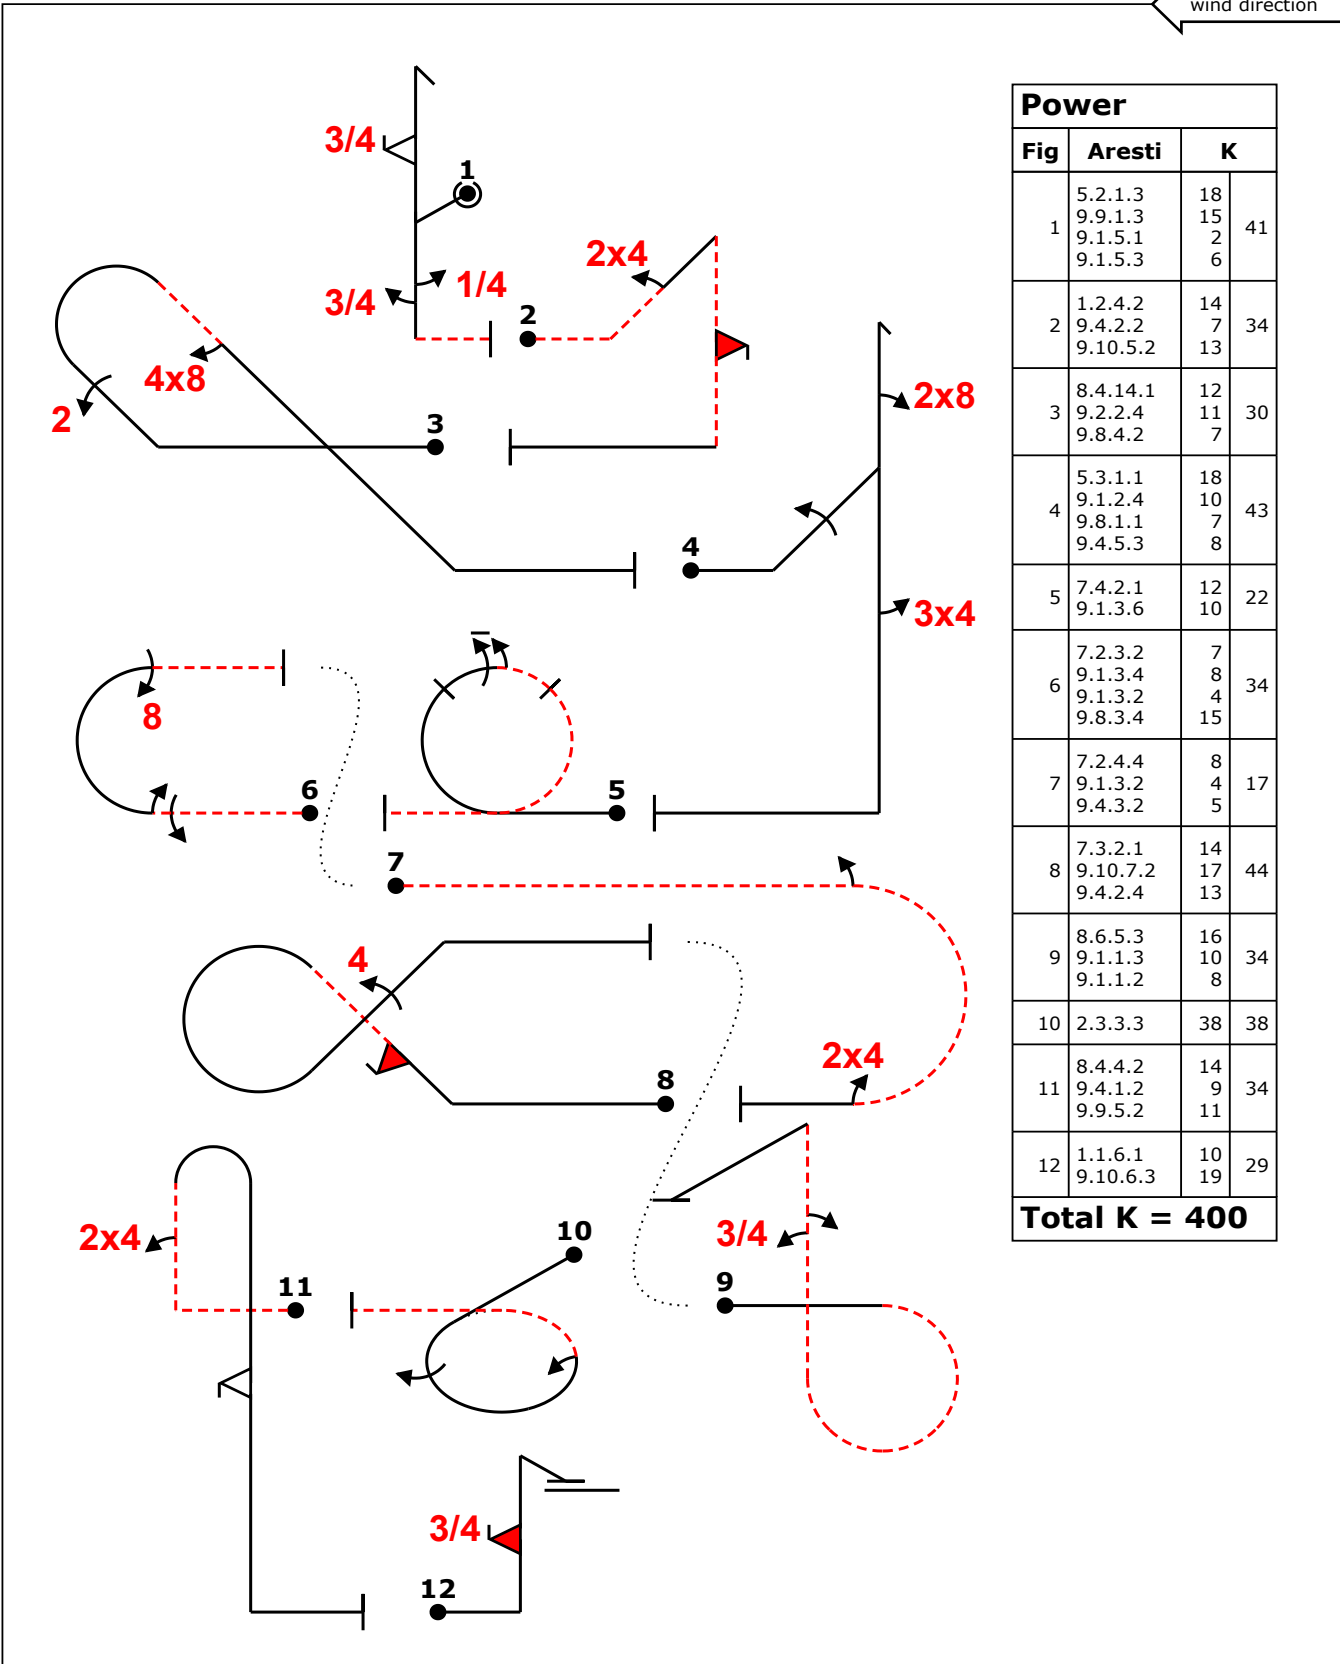 wind direction
3/4
1
3/4
1/4
2x4
2
4x8
2
3
2x8
4
3x4
8
6
5
7
4
2x4
8
3/4
9
2x4
10
11
3/4
12
Power
Fig Aresti K
1 5.2.1.3 18 41
9.9.1.3 15
9.1.5.1 2
9.1.5.3 6
2 1.2.4.2 14 34
9.4.2.2 7
9.10.5.2 13
3 8.4.14.1 12 30
9.2.2.4 11
9.8.4.2 7
4 5.3.1.1 18 43
9.1.2.4 10
9.8.1.1 7
9.4.5.3 8
5 7.4.2.1 12 22
9.1.3.6 10
6 7.2.3.2 7 34
9.1.3.4 8
9.1.3.2 4
9.8.3.4 15
7 7.2.4.4 8 17
9.1.3.2 4
9.4.3.2 5
8 7.3.2.1 14 44
9.10.7.2 17
9.4.2.4 13
9 8.6.5.3 16 34
9.1.1.3 10
9.1.1.2 8
10 2.3.3.3 38 38
11 8.4.4.2 14 34
9.4.1.2 9
9.9.5.2 11
12 1.1.6.1 10 29
9.10.6.3 19
Total K = 400